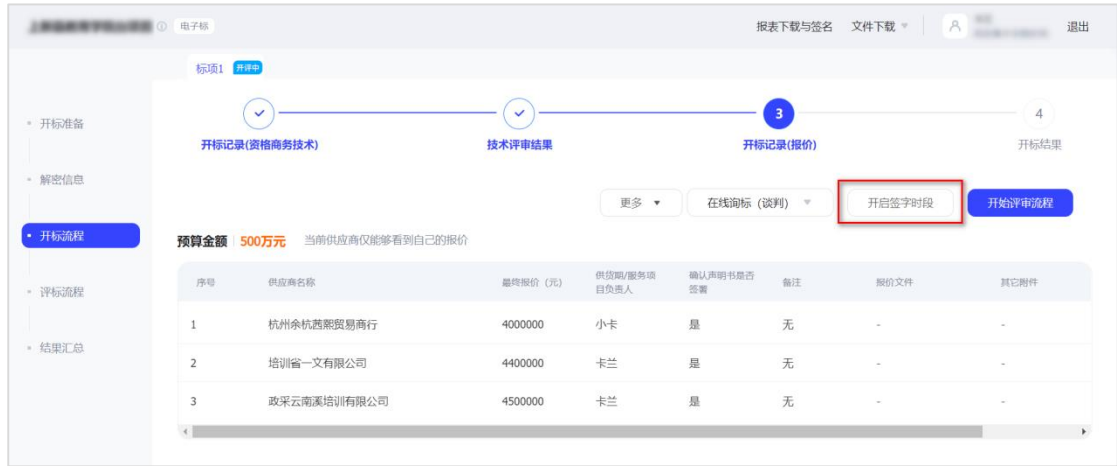 电子标
报表下载与签名
文件下载
退出
标项1
开评中
开标准备
解密信息
开标流程
评标流程
结果汇总
3
4
开标记录(资格商务技术)
技术评审结果
开标记录(报价)
开标结果
更多
在线询标（谈判）
开启签字时段
开始评审流程
预算金额 500万元 当前供应商仅能够看到自己的报价
序号 供应商名称 最终报价（元） 供货期/服务项目负责人 确认声明书是否签署 备注 报价文件 其它附件
1 杭州余杭茜熙贸易商行 4000000 小卡 是 无 - -
2 培训省一文有限公司 4400000 卡兰 是 无 - -
3 政采云南溪培训有限公司 4500000 卡兰 是 无 - -